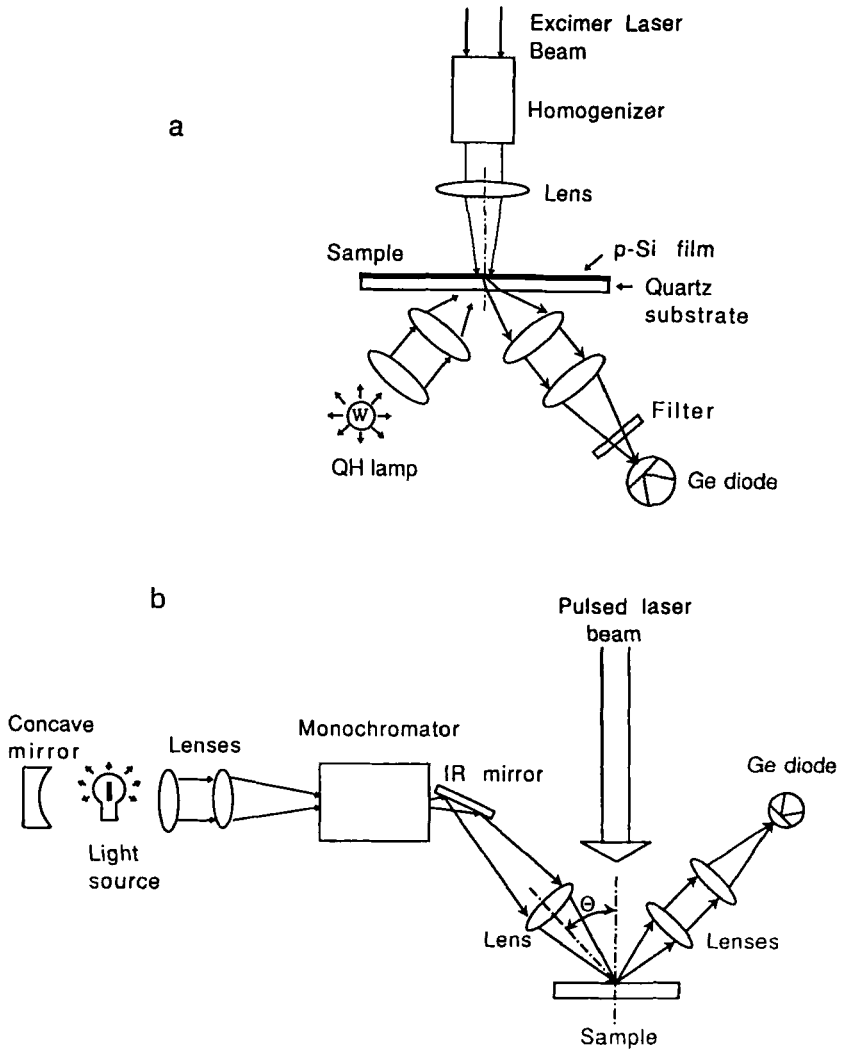 a
Excimer Laser
Beam
Homogenizer
Lens
Sample
p-Si film
Quartz
substrate
W
QH lamp
Filter
Ge diode
b
Pulsed laser
beam
Concave
mirror
Lenses
Monochromator
IR mirror
Ge diode
Light
source
Θ
Lens
Lenses
Sample